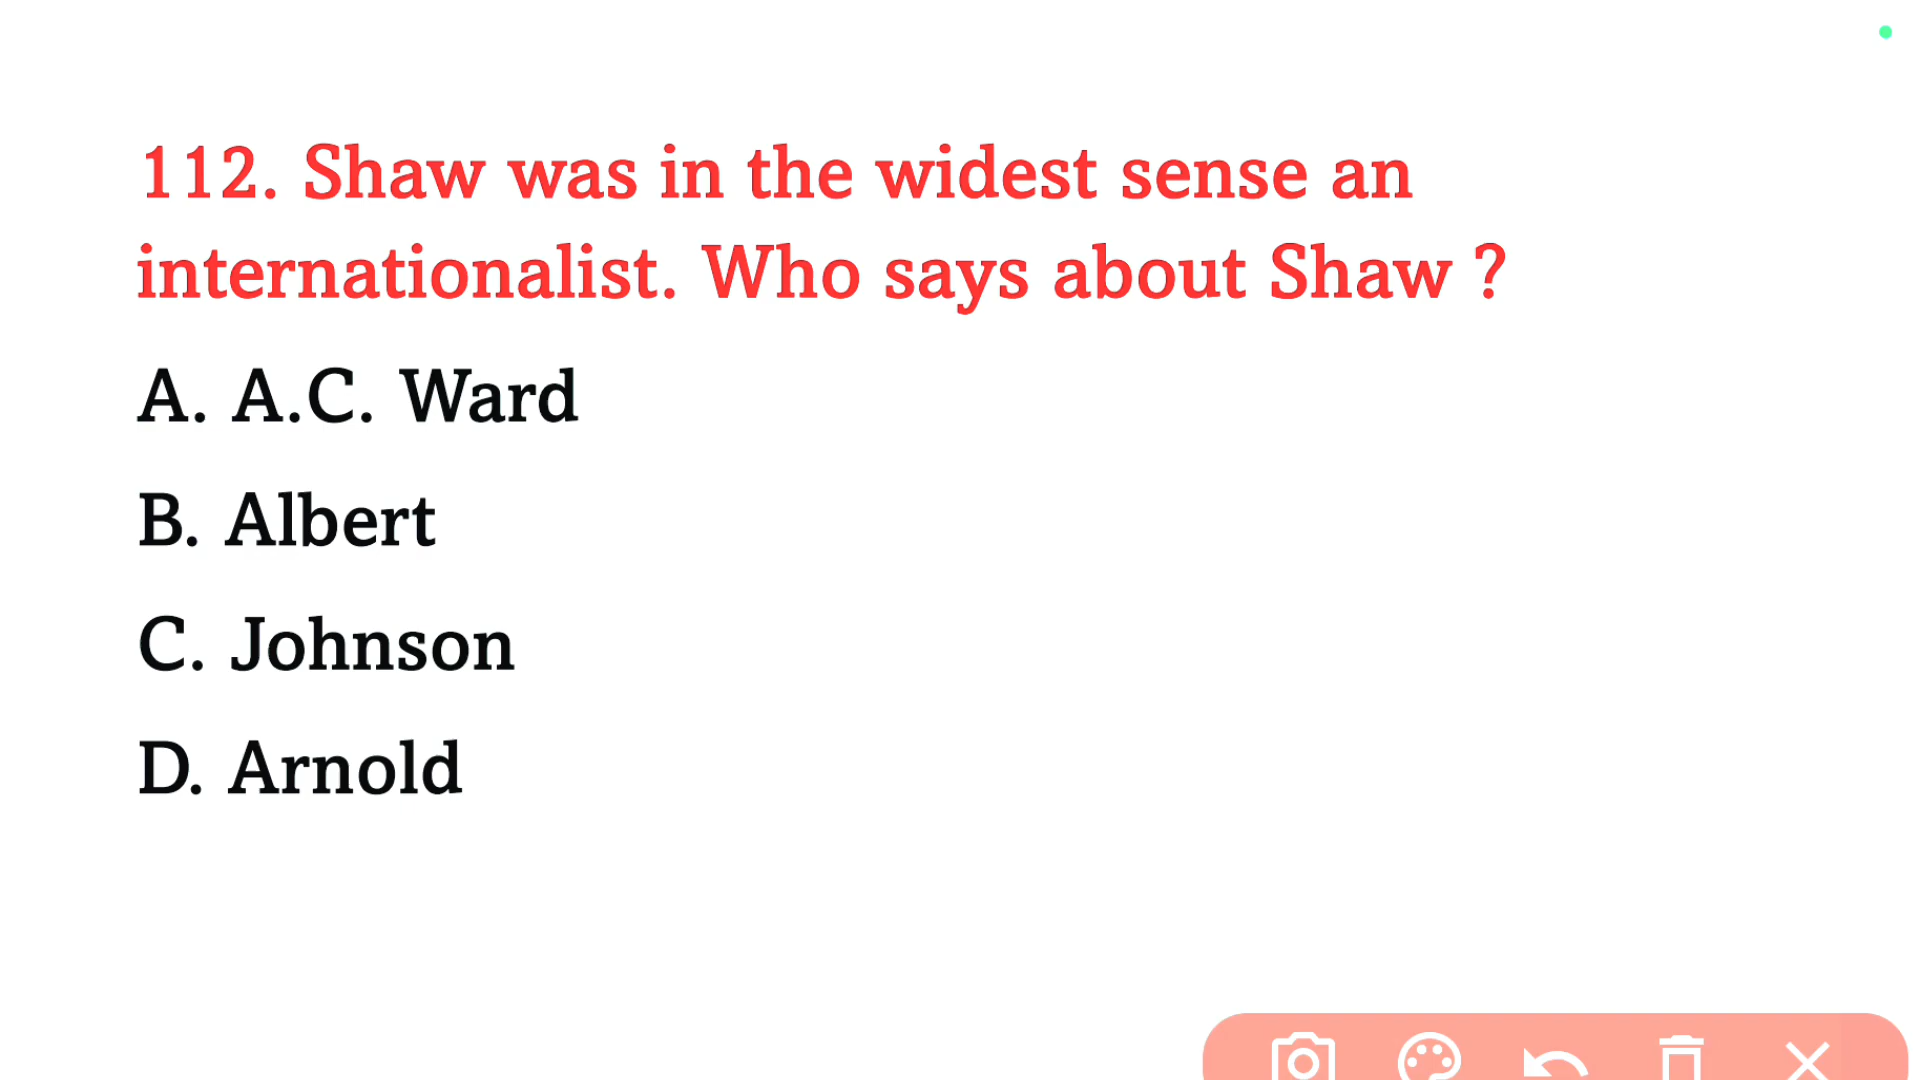 112. Shaw was in the widest sense an
internationalist. Who says about Shaw ?
A. A.C. Ward
B. Albert
C. Johnson
D. Arnold